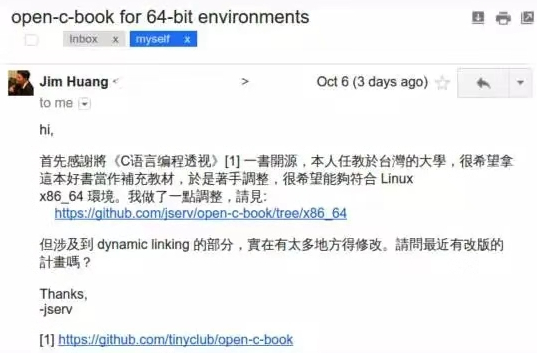 open-c-book for 64-bit environments
Inbox x myself x
Jim Huang < > Oct 6 (3 days ago)
to me
hi,
首先感謝將《C语言编程透视》[1] 一書開源，本人任教於台灣的大學，很希望拿
這本好書當作補充教材，於是著手調整，很希望能夠符合 Linux
x86_64 環境。我做了一點調整，請見:
https://github.com/jserv/open-c-book/tree/x86_64
但涉及到 dynamic linking 的部分，實在有太多地方得修改。請問最近有改版的
計畫嗎？
Thanks,
-jserv
[1] https://github.com/tinyclub/open-c-book